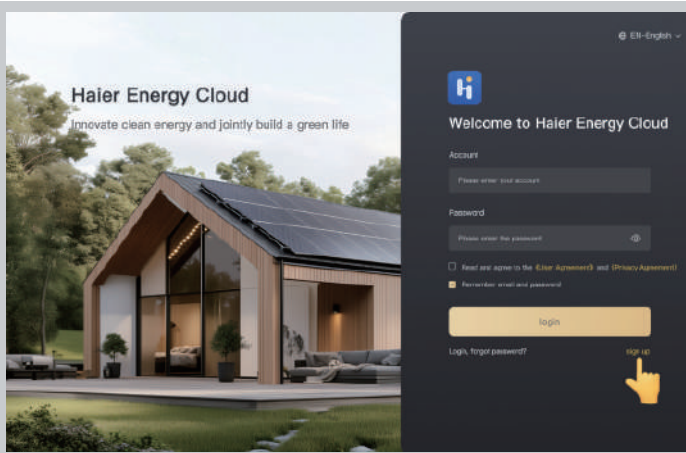 EN-English
Haier Energy Cloud
Innovate clean energy and jointly build a green life
Welcome to Haier Energy Cloud
Account
Please enter your account
Password
Please enter the password
Read and agree to the 《User Agreement》 and 《Privacy Agreement》
Remember email and password
login
Login, forgot password?
sign up